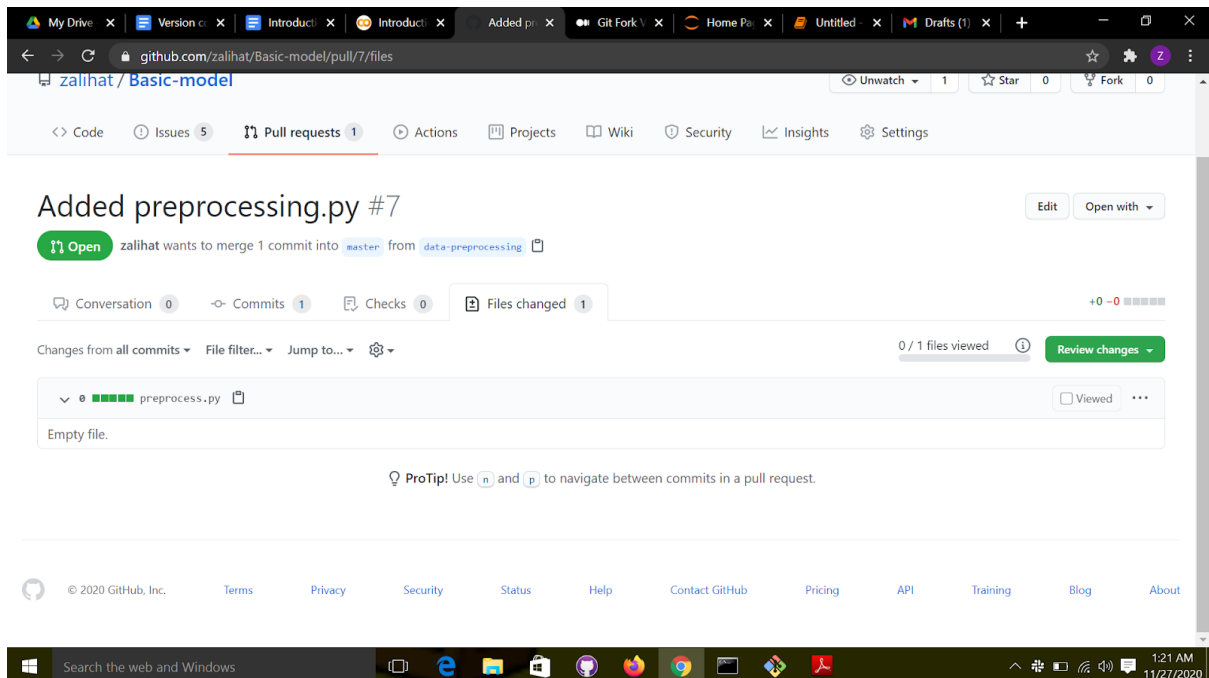 My Drive Version cc Introducti Introducti Added pr Git Fork V Home Pag Untitled - Drafts (1)
github.com/zalihat/Basic-model/pull/7/files Z
zalihat / Basic-model Unwatch 1 Star 0 Fork 0
<> Code Issues 5 Pull requests 1 Actions Projects Wiki Security Insights Settings
Added preprocessing.py #7 Edit Open with
Open zalihat wants to merge 1 commit into master from data-preprocessing
Conversation 0 Commits 1 Checks 0 Files changed 1 +0 −0
Changes from all commits File filter... Jump to... 0 / 1 files viewed Review changes
0 preprocess.py Viewed ...
Empty file.
ProTip! Use n and p to navigate between commits in a pull request.
© 2020 GitHub, Inc. Terms Privacy Security Status Help Contact GitHub Pricing API Training Blog About
Search the web and Windows 1:21 AM
11/27/2020